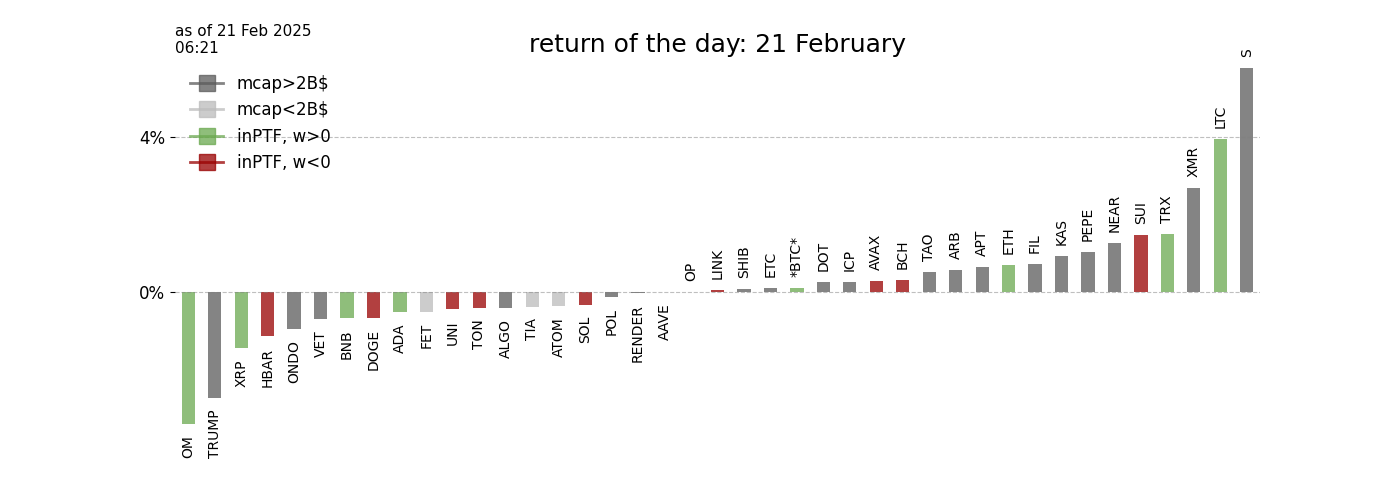 as of 21 Feb 2025
06:21
return of the day: 21 February
mcap>2B$
mcap<2B$
inPTF, w>0
inPTF, w<0
4%
0%
OM
TRUMP
XRP
HBAR
ONDO
VET
BNB
DOGE
ADA
FET
UNI
TON
ALGO
TIA
ATOM
SOL
POL
RENDER
AAVE
OP
LINK
SHIB
ETC
*BTC*
DOT
ICP
AVAX
BCH
TAO
ARB
APT
ETH
FIL
KAS
PEPE
NEAR
SUI
TRX
XMR
LTC
S